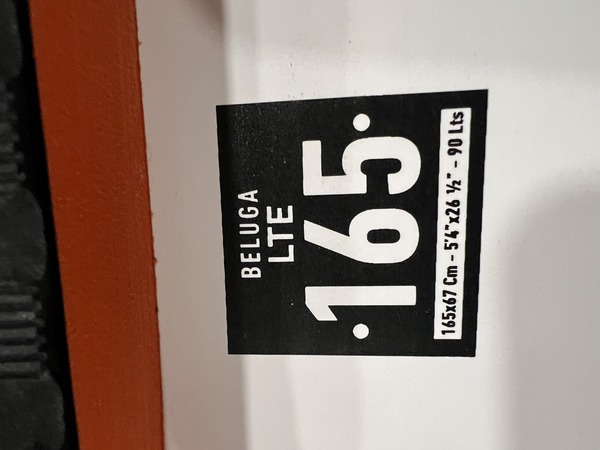 BELUGA
LTE
·165·
165x67 Cm – 5'4"x26 ½" – 90 Lts